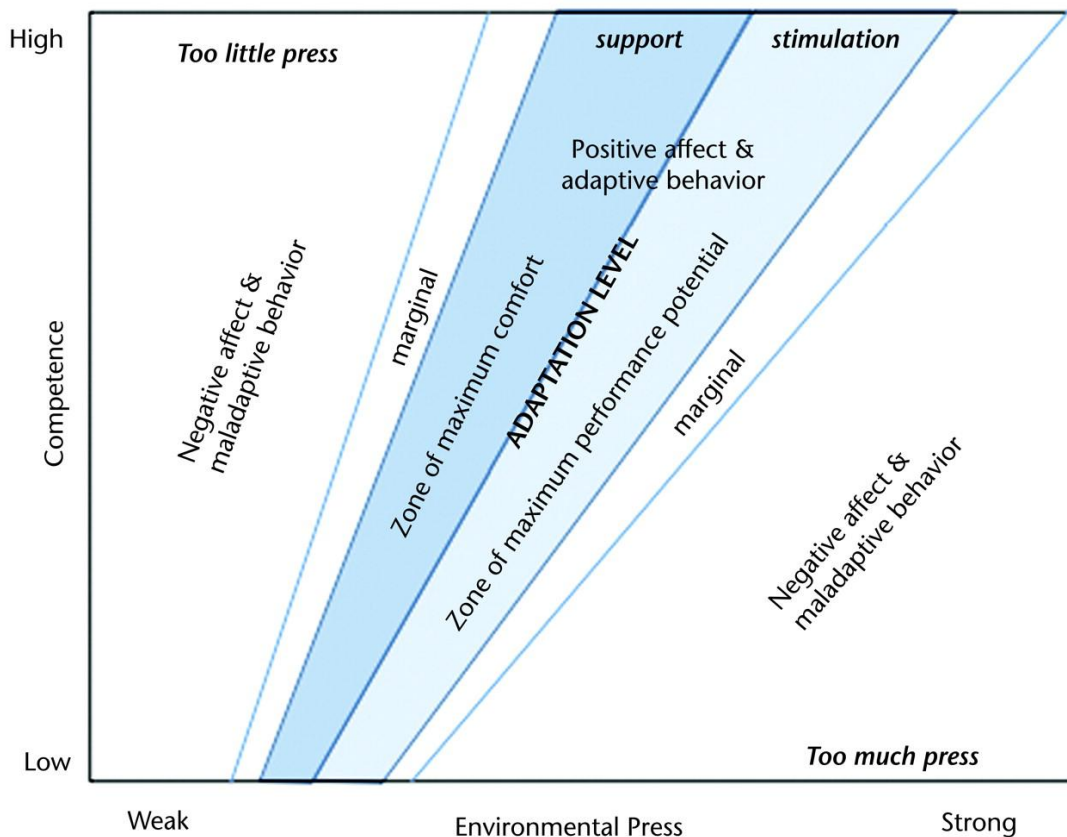 High
Too little press
support
stimulation
Positive affect &
adaptive behavior
Negative affect &
maladaptive behavior
marginal
Zone of maximum comfort
ADAPTATION LEVEL
Zone of maximum performance potential
marginal
Negative affect &
maladaptive behavior
Competence
Low
Too much press
Weak
Environmental Press
Strong